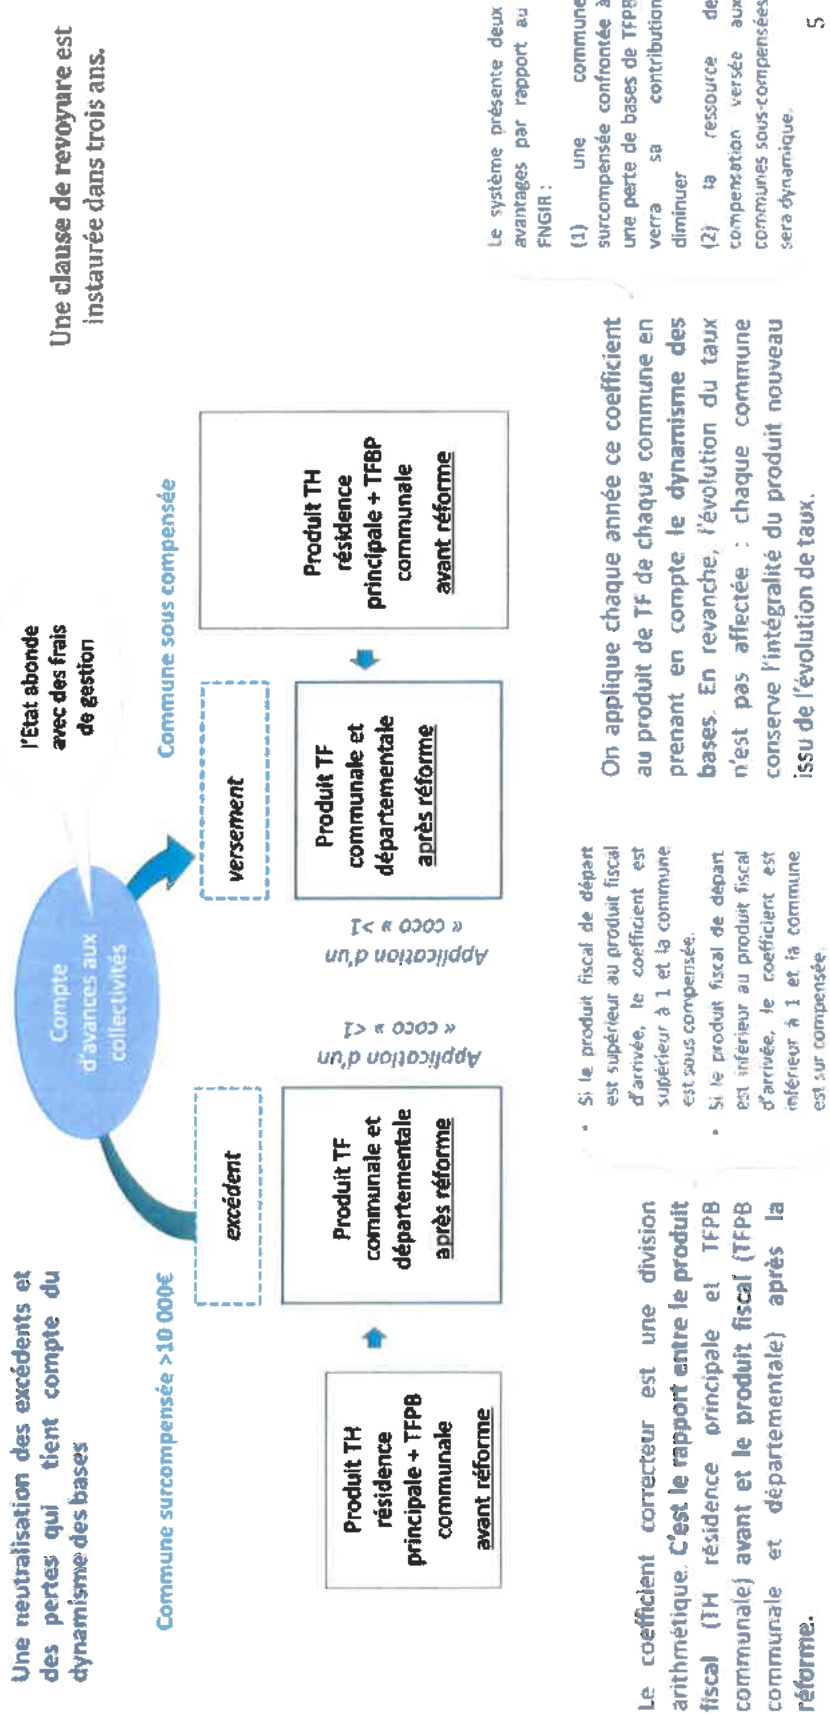 Une neutralisation des excédents et
des pertes qui tient compte du
dynamisme des bases
Une clause de revoyure est
instaurée dans trois ans.
l'Etat abonde
avec des frais
de gestion
Compte
d'avances aux
collectivités
Commune surcompensée >10 000€
Commune sous compensée
excédent
versement
Produit TH
résidence
principale + TFPB
communale
avant réforme
Produit TF
communale et
départementale
après réforme
Application d'un
« coco » <1
Application d'un
« coco » >1
Produit TF
communale et
départementale
après réforme
Produit TH
résidence
principale + TFBP
communale
avant réforme
Le coefficient correcteur est une division
arithmétique. C'est le rapport entre le produit
fiscal (TH résidence principale et TFPB
communale) avant et le produit fiscal (TFPB
communale et départementale) après la
réforme.
• Si le produit fiscal de départ
est supérieur au produit fiscal
d'arrivée, le coefficient est
supérieur à 1 et la commune
est sous compensée.
• Si le produit fiscal de départ
est inférieur au produit fiscal
d'arrivée, le coefficient est
inférieur à 1 et la commune
est sur compensée.
On applique chaque année ce coefficient
au produit de TF de chaque commune en
prenant en compte le dynamisme des
bases. En revanche, l'évolution du taux
n'est pas affectée : chaque commune
conserve l'intégralité du produit nouveau
issu de l'évolution de taux.
Le système présente deux
avantages par rapport au
FNGIR :
(1) une commune
surcompensée confrontée à
une perte de bases de TFPB
verra sa contribution
diminuer
(2) la ressource de
compensation versée aux
communes sous-compensées
sera dynamique.
5